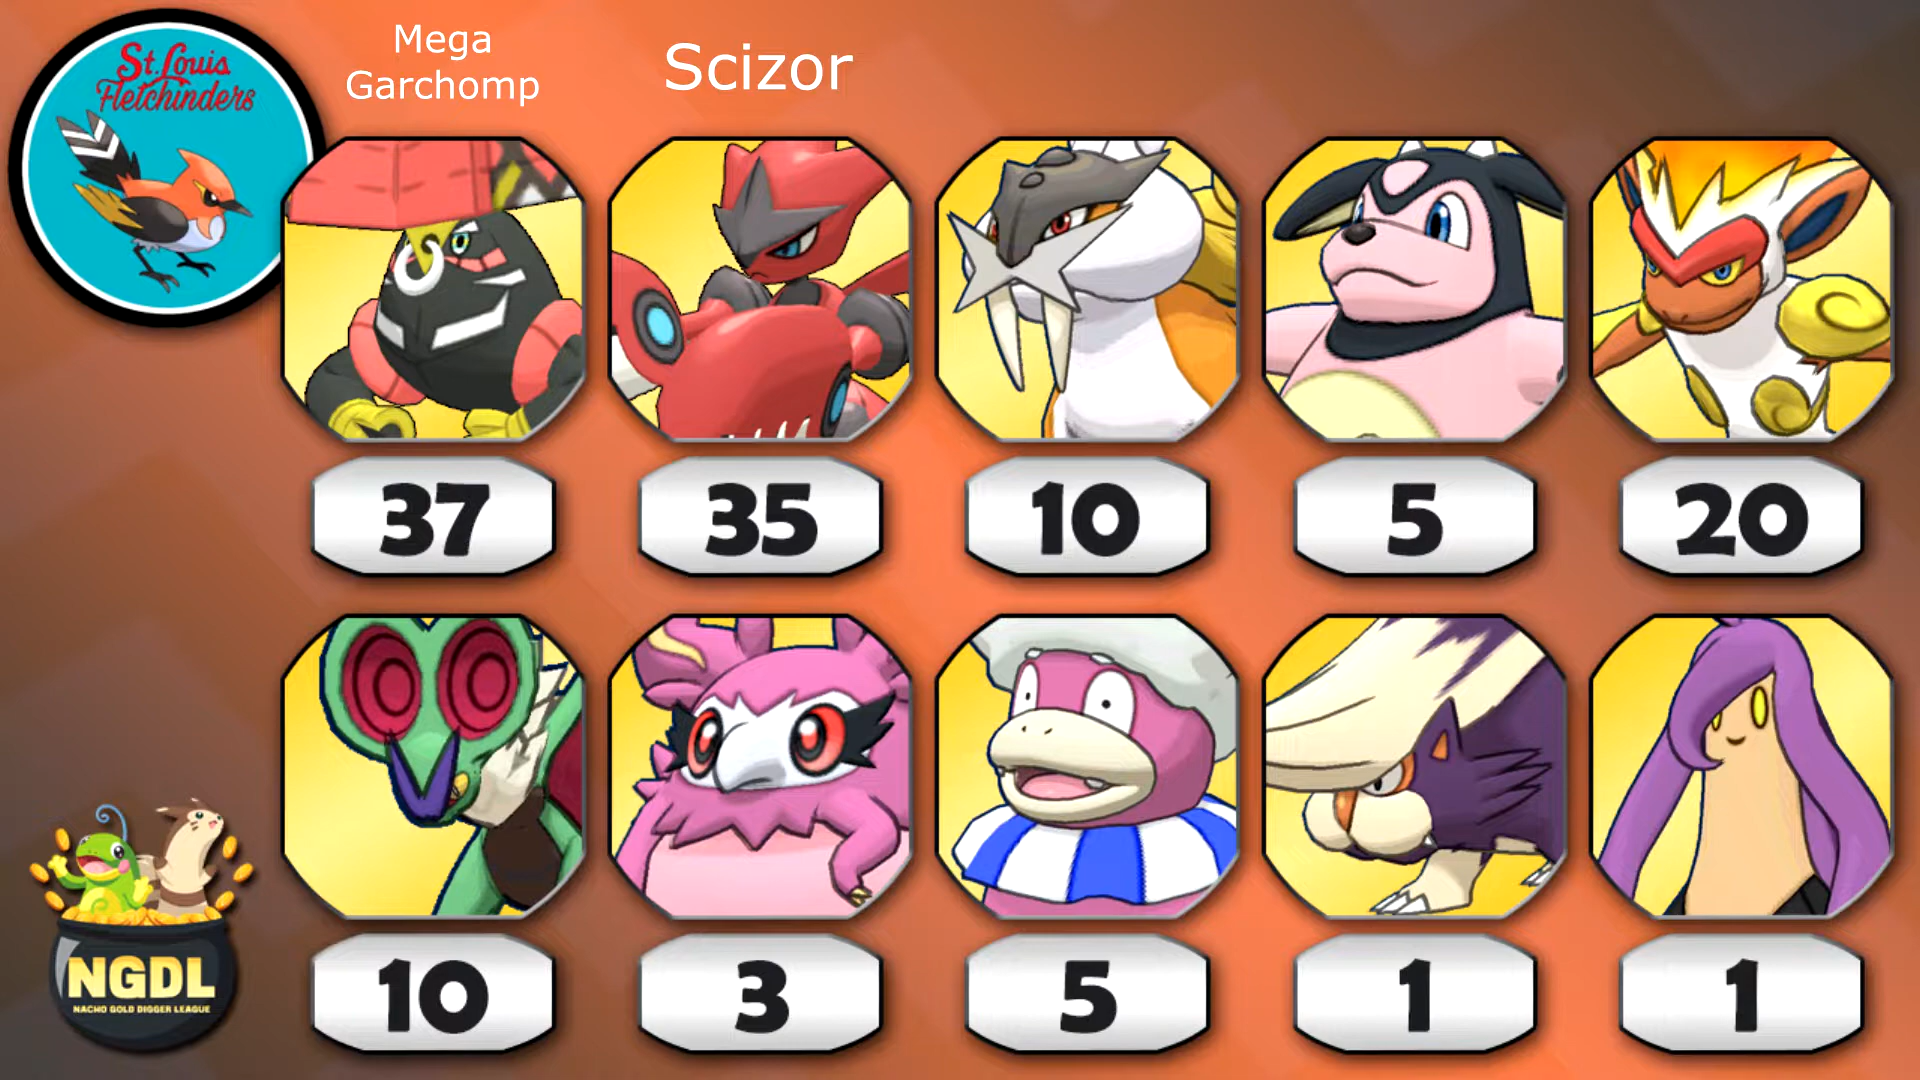 St. Louis
Fletchinders
Mega
Garchomp
Scizor
37
35
10
5
20
10
3
5
1
1
NGDL
NACHO GOLD DIGGER LEAGUE